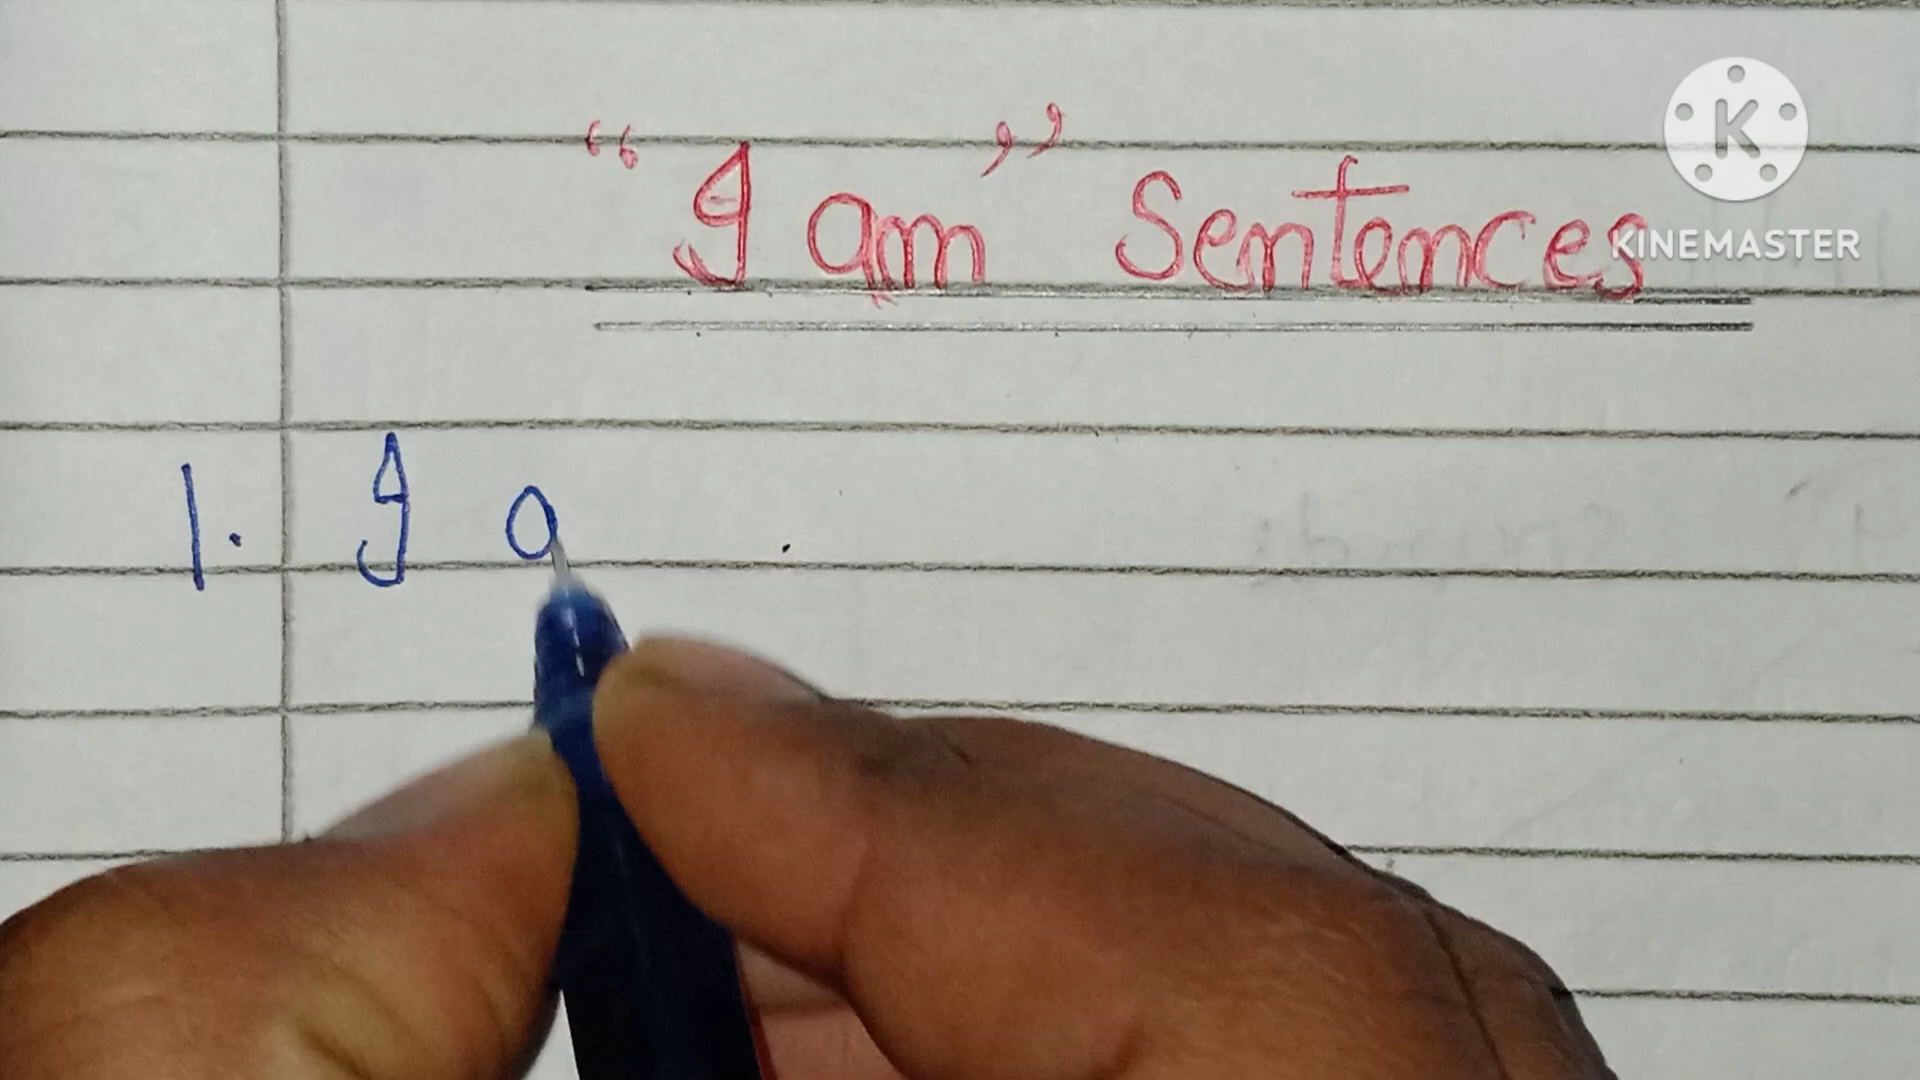 "I am" Sentences
K
KINEMASTER
1. I a